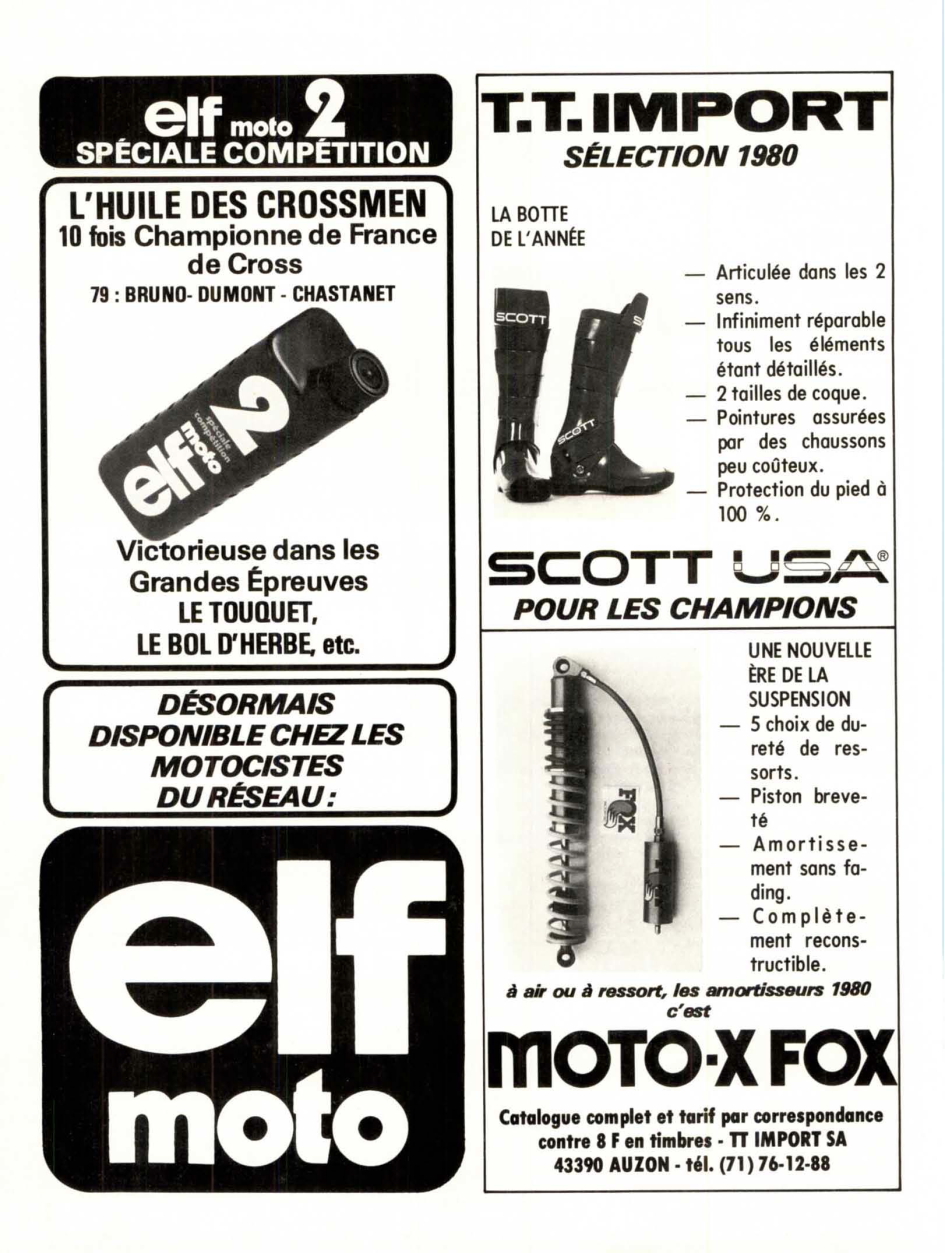 elf moto 2
SPÉCIALE COMPÉTITION
L'HUILE DES CROSSMEN
10 fois Championne de France
de Cross
79 : BRUNO- DUMONT - CHASTANET
elf moto 2
spéciale
compétition
Victorieuse dans les
Grandes Épreuves
LE TOUQUET,
LE BOL D'HERBE, etc.
DÉSORMAIS
DISPONIBLE CHEZ LES
MOTOCISTES
DU RÉSEAU :
elf
moto
T.T. IMPORT
SÉLECTION 1980
LA BOTTE
DE L'ANNÉE
SCOTT
SCOTT
— Articulée dans les 2
sens.
— Infiniment réparable
tous les éléments
étant détaillés.
— 2 tailles de coque.
— Pointures assurées
par des chaussons
peu coûteux.
— Protection du pied à
100 %.
SCOTT USA®
POUR LES CHAMPIONS
UNE NOUVELLE
ÈRE DE LA
SUSPENSION
— 5 choix de du-
reté de res-
sorts.
— Piston breve-
té
— Amortisse-
ment sans fa-
ding.
— Complète-
ment recons-
tructible.
FOX
à air ou à ressort, les amortisseurs 1980
c'est
MOTO-X FOX
Catalogue complet et tarif par correspondance
contre 8 F en timbres - TT IMPORT SA
43390 AUZON - tél. (71) 76-12-88